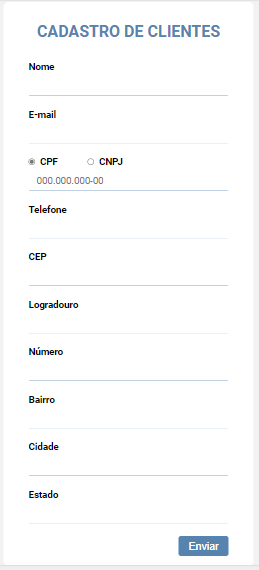 CADASTRO DE CLIENTES
Nome
E-mail
CPF CNPJ
000.000.000-00
Telefone
CEP
Logradouro
Número
Bairro
Cidade
Estado
Enviar